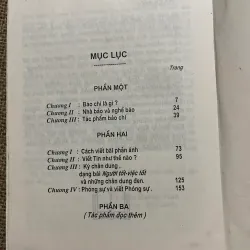 MỤC LỤC
Trang
PHẦN MỘT
Chương I : Báo chí là gì ? 7
Chương II : Nhà báo và nghề báo 24
Chương III : Tác phẩm báo chí 39
PHẦN HAI
Chương I : Cách viết bài phản ánh 73
Chương II : Viết Tin như thế nào ? 95
Chương III : Ký chân dung ,
dạng bài Người tốt-việc tốt
và những chân dung đen. 125
Chương IV : Phóng sự và viết Phóng sự . 153
PHẦN BA
( Tác phẩm đọc thêm )